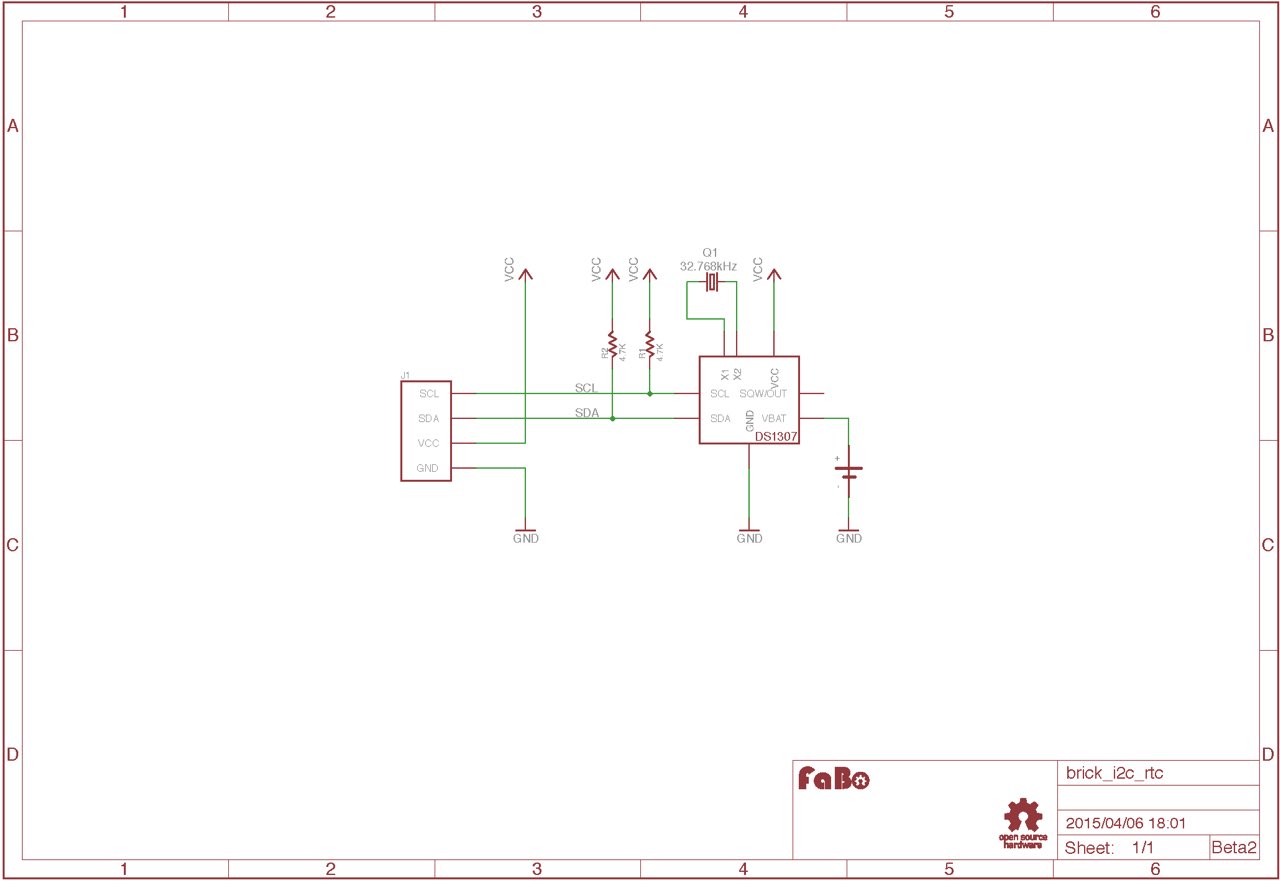 1 2 3 4 5 6
A A
Q1
32.768kHz
VCC VCC VCC VCC
B B
R2 4.7K R1 4.7K
J1
X1 X2 VCC
SCL SCL SCL SQW/OUT
SDA SDA SDA GND VBAT
DS1307
VCC
GND
+
-
GND GND GND
C C
D D
FaBo
brick_i2c_rtc
2015/04/06 18:01
open source
hardware
Sheet: 1/1 Beta2
1 2 3 4 5 6